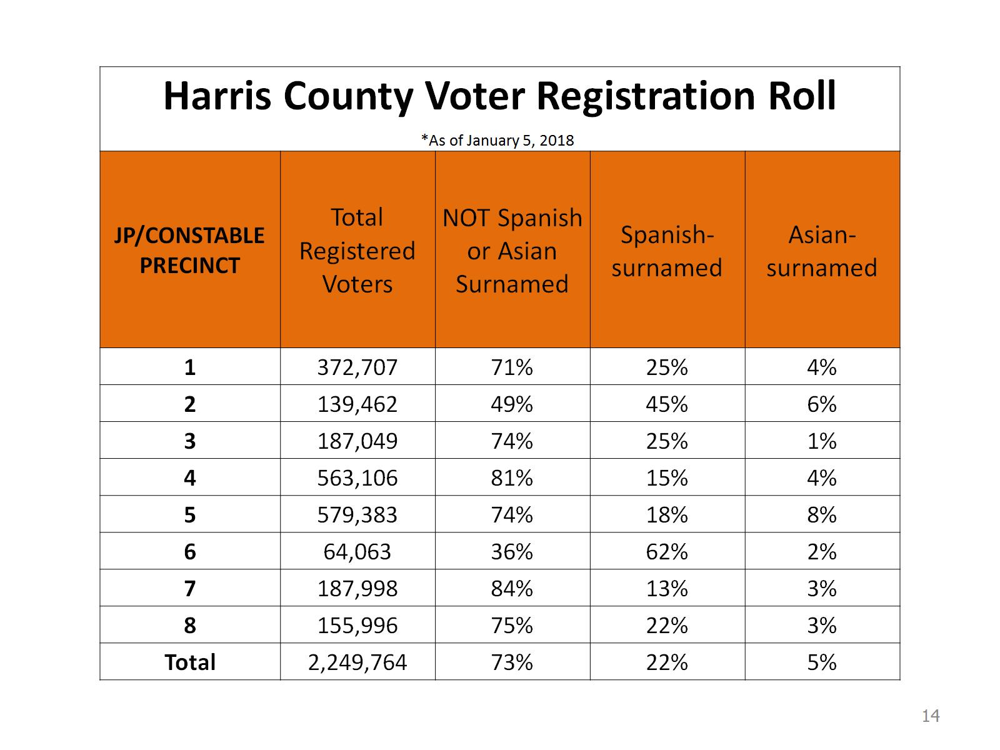 Harris County Voter Registration Roll
*As of January 5, 2018
JP/CONSTABLE
PRECINCT
Total
Registered
Voters
NOT Spanish
or Asian
Surnamed
Spanish-
surnamed
Asian-
surnamed
1 372,707 71% 25% 4%
2 139,462 49% 45% 6%
3 187,049 74% 25% 1%
4 563,106 81% 15% 4%
5 579,383 74% 18% 8%
6 64,063 36% 62% 2%
7 187,998 84% 13% 3%
8 155,996 75% 22% 3%
Total 2,249,764 73% 22% 5%
14